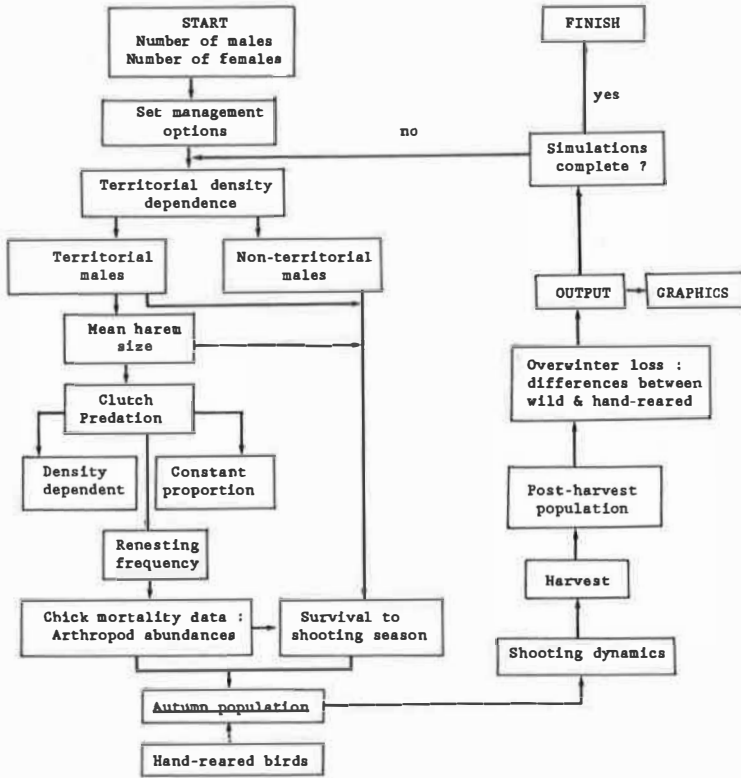 START
Number of males
Number of females
Set management
options
Territorial density
dependence
Territorial
males
Non-territorial
males
Mean harem
size
Clutch
Predation
Density
dependent
Constant
proportion
Renesting
frequency
Chick mortality data :
Arthropod abundances
Survival to
shooting season
Autumn population
Hand-reared birds
Shooting dynamics
Harvest
Post-harvest
population
Overwinter loss :
differences between
wild & hand-reared
OUTPUT
GRAPHICS
Simulations
complete ?
no
yes
FINISH